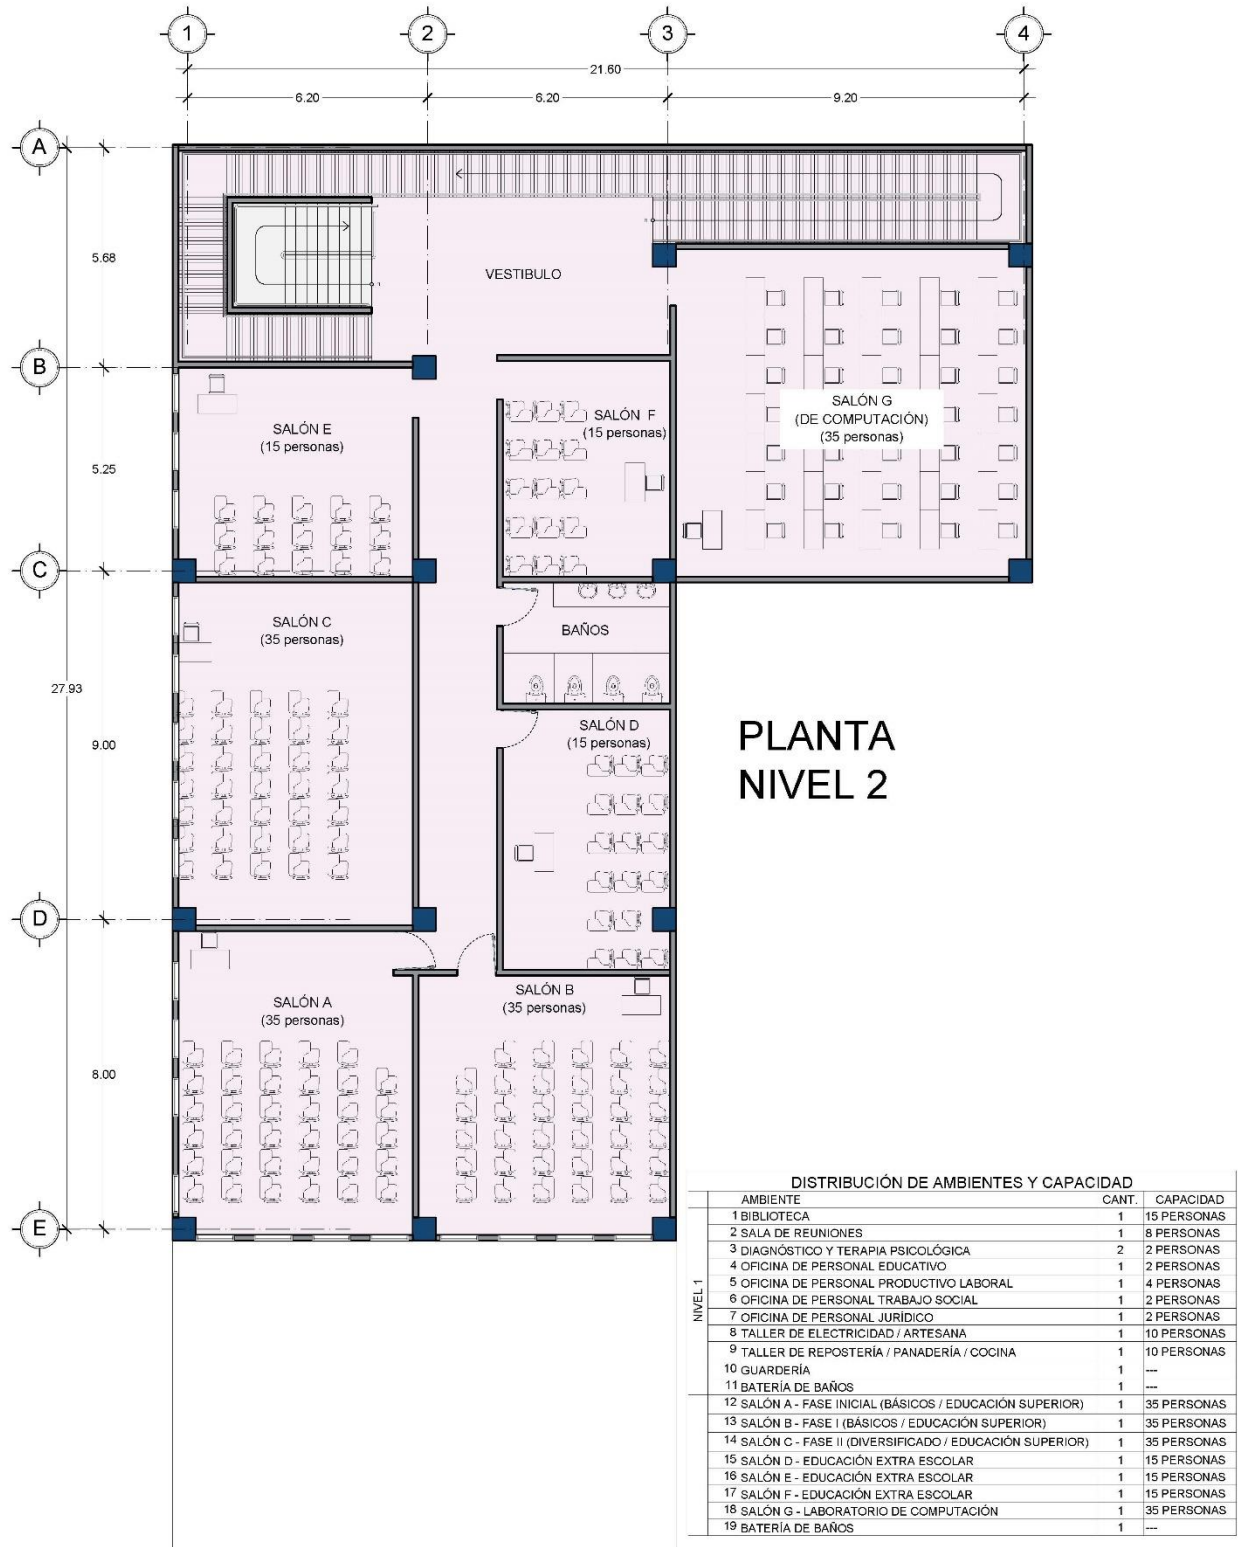 1 2 3 4
21.60
6.20 6.20 9.20
A
5.68
VESTIBULO
B
SALÓN E
(15 personas)
SALÓN F
(15 personas)
SALÓN G
(DE COMPUTACIÓN)
(35 personas)
5.25
C
SALÓN C
(35 personas)
BAÑOS
27.93
9.00
SALÓN D
(15 personas)
PLANTA
NIVEL 2
D
SALÓN A
(35 personas)
SALÓN B
(35 personas)
8.00
E
DISTRIBUCIÓN DE AMBIENTES Y CAPACIDAD
AMBIENTE CANT. CAPACIDAD
NIVEL 1
1 BIBLIOTECA 1 15 PERSONAS
2 SALA DE REUNIONES 1 8 PERSONAS
3 DIAGNÓSTICO Y TERAPIA PSICOLÓGICA 2 2 PERSONAS
4 OFICINA DE PERSONAL EDUCATIVO 1 2 PERSONAS
5 OFICINA DE PERSONAL PRODUCTIVO LABORAL 1 4 PERSONAS
6 OFICINA DE PERSONAL TRABAJO SOCIAL 1 2 PERSONAS
7 OFICINA DE PERSONAL JURÍDICO 1 2 PERSONAS
8 TALLER DE ELECTRICIDAD / ARTESANA 1 10 PERSONAS
9 TALLER DE REPOSTERÍA / PANADERÍA / COCINA 1 10 PERSONAS
10 GUARDERÍA 1 ---
11 BATERÍA DE BAÑOS 1 ---
12 SALÓN A - FASE INICIAL (BÁSICOS / EDUCACIÓN SUPERIOR) 1 35 PERSONAS
13 SALÓN B - FASE I (BÁSICOS / EDUCACIÓN SUPERIOR) 1 35 PERSONAS
14 SALÓN C - FASE II (DIVERSIFICADO / EDUCACIÓN SUPERIOR) 1 35 PERSONAS
15 SALÓN D - EDUCACIÓN EXTRA ESCOLAR 1 15 PERSONAS
16 SALÓN E - EDUCACIÓN EXTRA ESCOLAR 1 15 PERSONAS
17 SALÓN F - EDUCACIÓN EXTRA ESCOLAR 1 15 PERSONAS
18 SALÓN G - LABORATORIO DE COMPUTACIÓN 1 35 PERSONAS
19 BATERÍA DE BAÑOS 1 ---